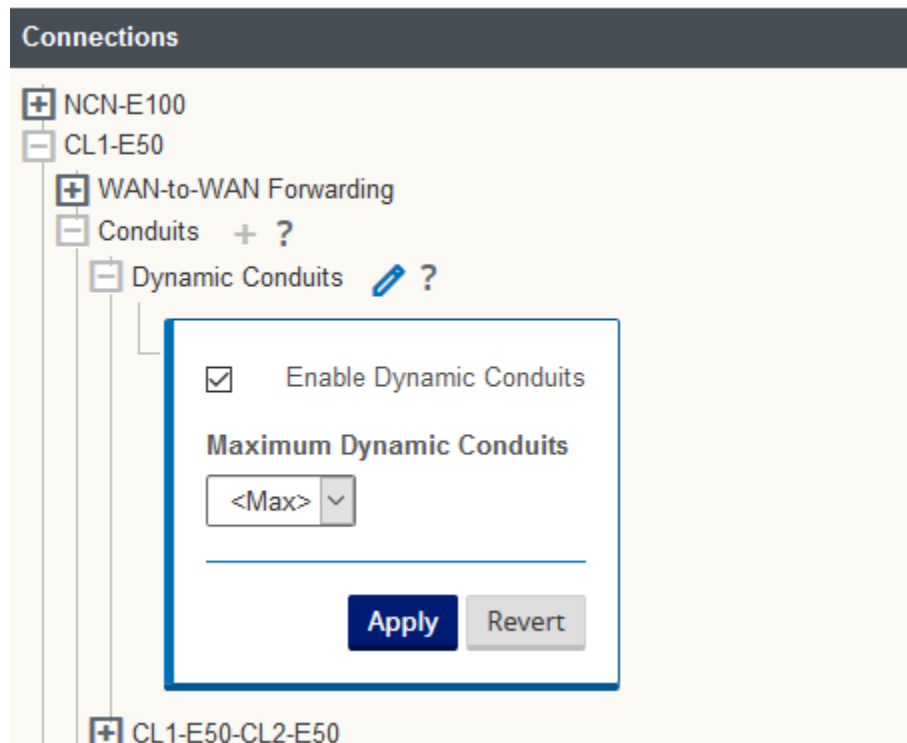 Connections
NCN-E100
CL1-E50
WAN-to-WAN Forwarding
Conduits + ?
Dynamic Conduits ?
Enable Dynamic Conduits
Maximum Dynamic Conduits
<Max>
Apply Revert
CL1-E50-CL2-E50